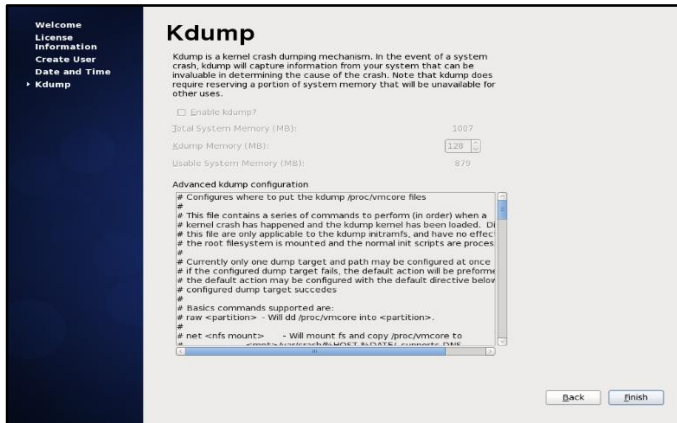 Welcome
License
Information
Create User
Date and Time
Kdump
Kdump
Kdump is a kernel crash dumping mechanism. In the event of a system
crash, kdump will capture information from your system that can be
invaluable in determining the cause of the crash. Note that kdump does
require reserving a portion of system memory that will be unavailable for
other uses.
Enable kdump?
Total System Memory (MB): 1007
Kdump Memory (MB): 128
Usable System Memory (MB): 879
Advanced kdump configuration
# Configures where to put the kdump /proc/vmcore files
#
# This file contains a series of commands to perform (in order) when a
# kernel crash has happened and the kdump kernel has been loaded. Di
# this file are only applicable to the kdump initramfs, and have no effec
# the root filesystem is mounted and the normal init scripts are proces
#
# Currently only one dump target and path may be configured at once
# if the configured dump target fails, the default action will be preforme
# the default action may be configured with the default directive below
# configured dump target succedes
#
# Basics commands supported are:
# raw <partition> - Will dd /proc/vmcore into <partition>.
#
# net <nfs mount> - Will mount fs and copy /proc/vmcore to
# <mnt>/var/crash/%HOST-%DATE/, supports DNS.
Back
Finish